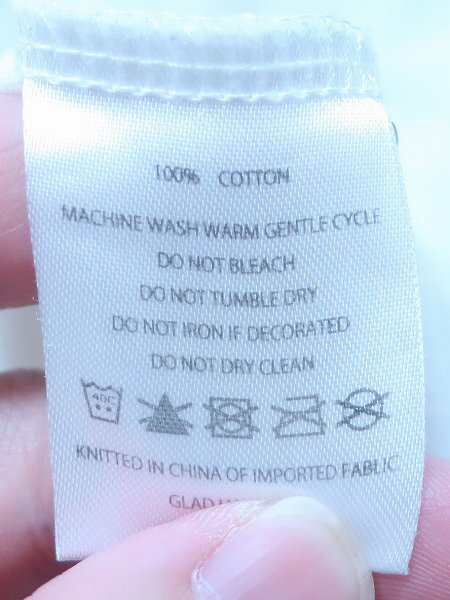 100% COTTON
MACHINE WASH WARM GENTLE CYCLE
DO NOT BLEACH
DO NOT TUMBLE DRY
DO NOT IRON IF DECORATED
DO NOT DRY CLEAN
40C
KNITTED IN CHINA OF IMPORTED FABLIC
GLAD